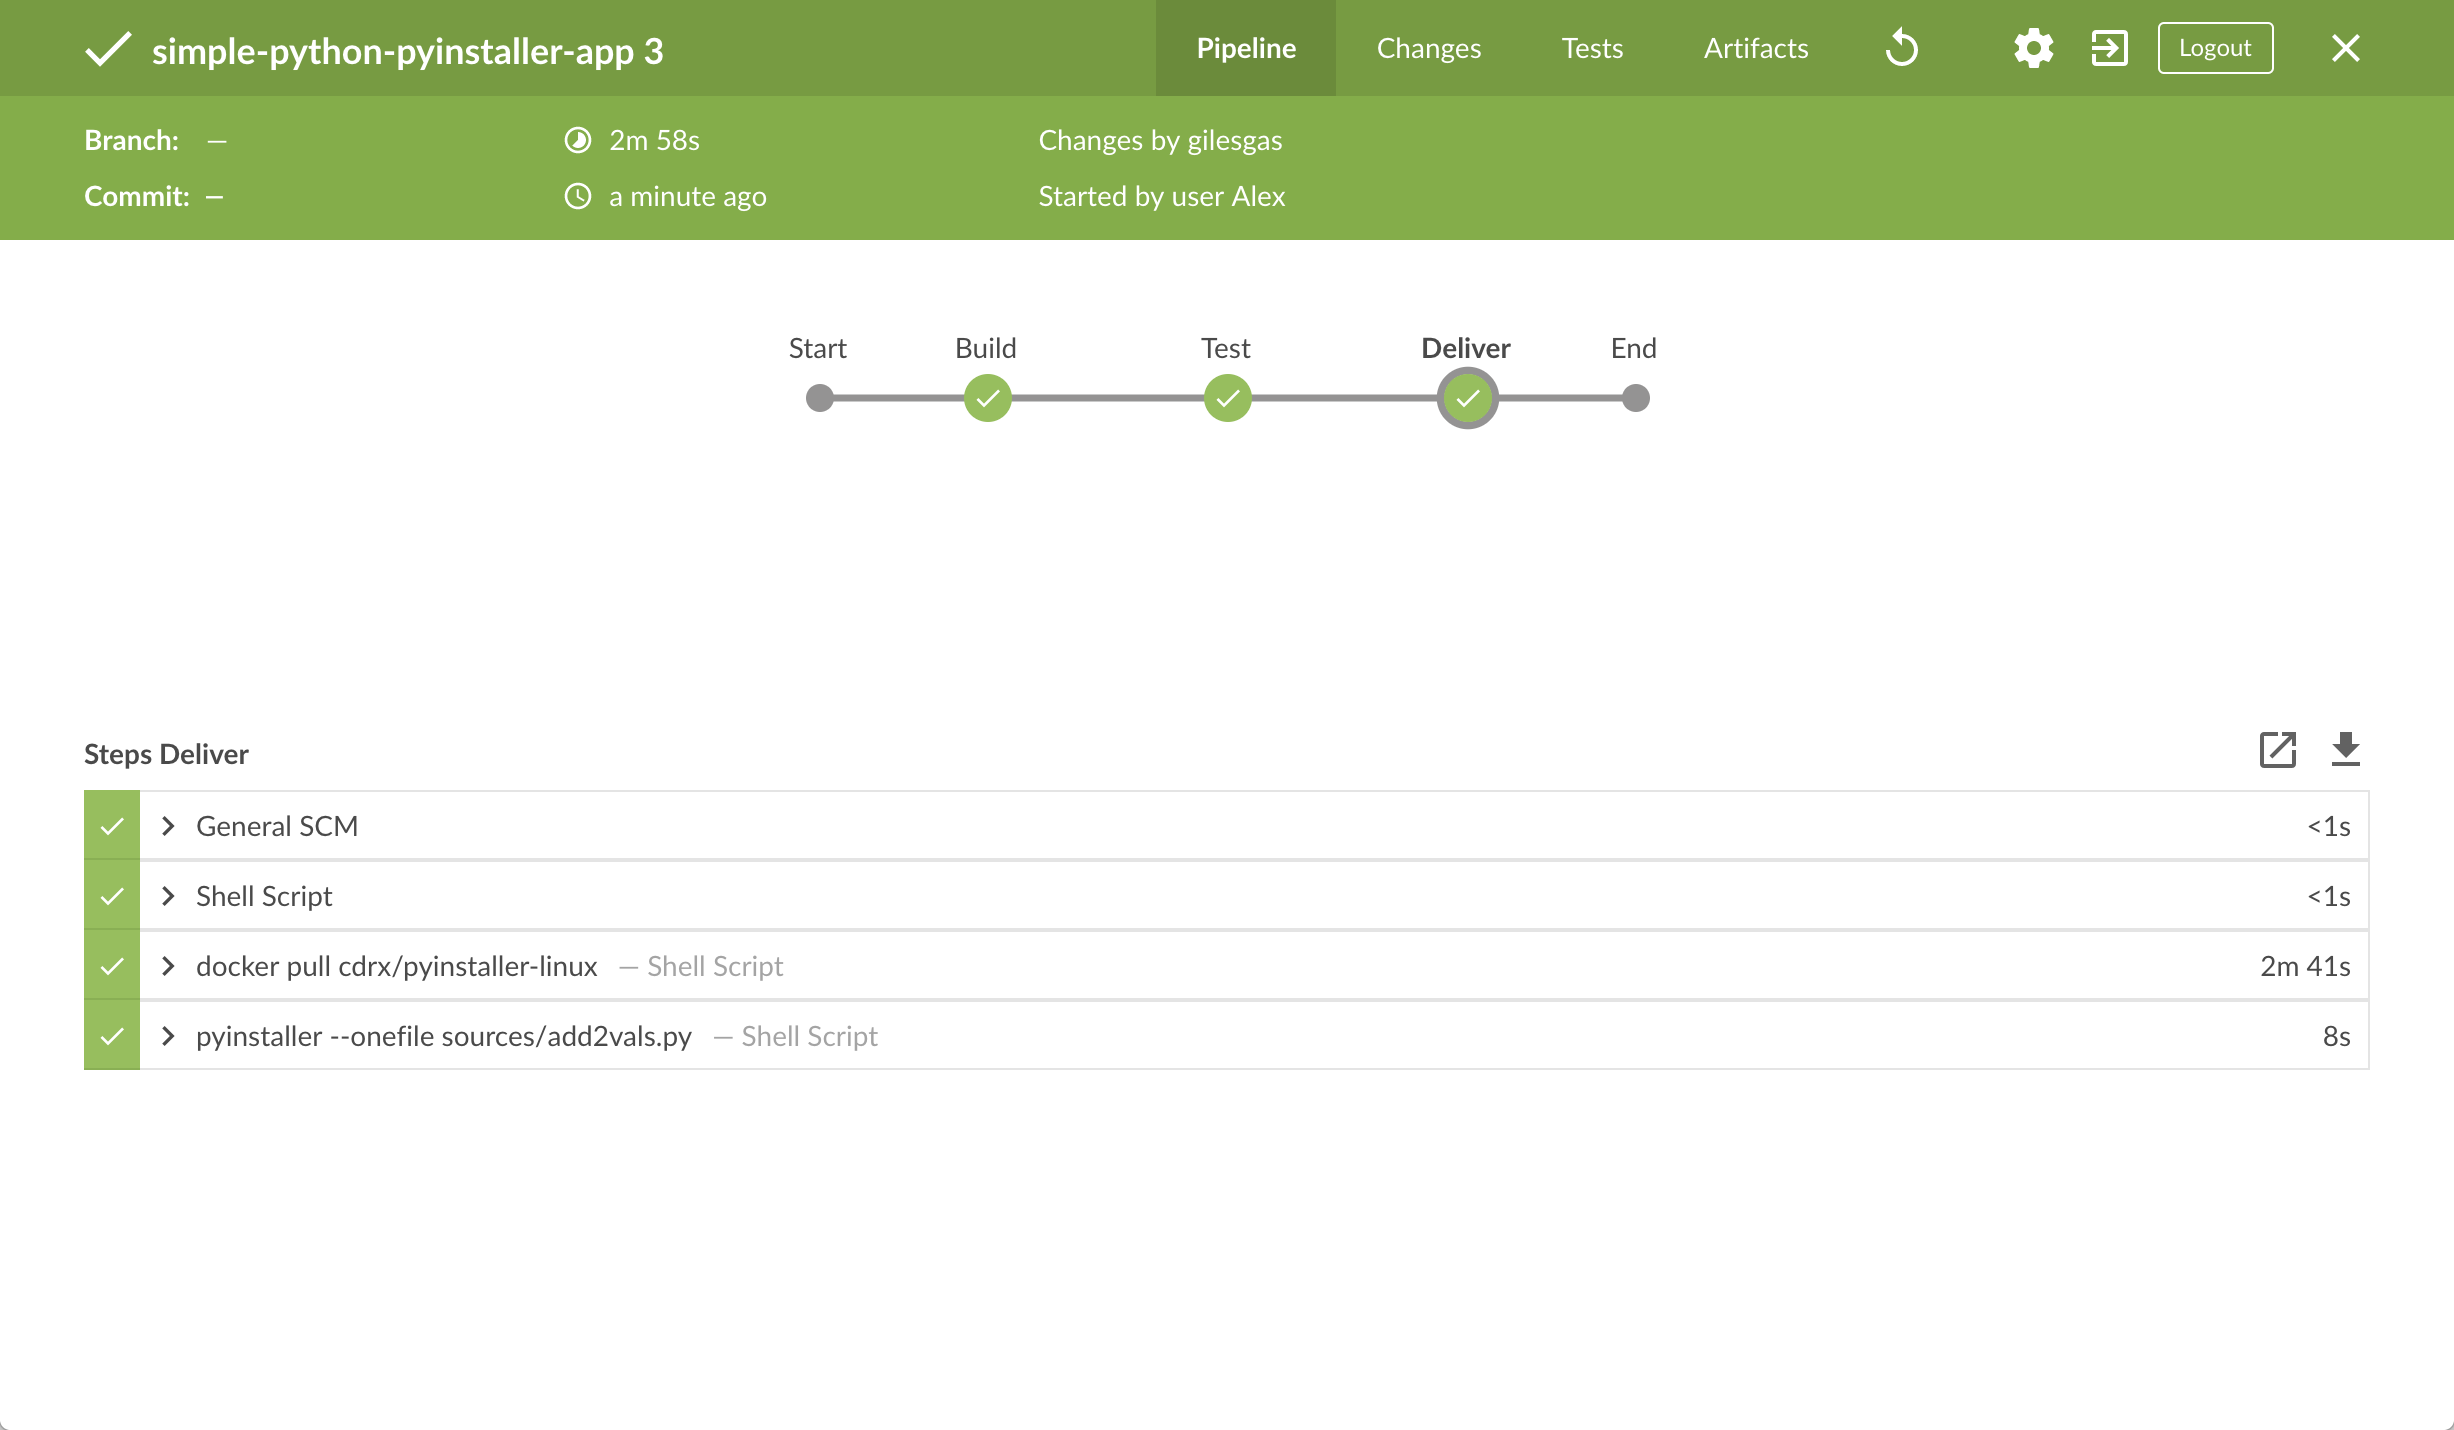 simple-python-pyinstaller-app 3
Pipeline Changes Tests Artifacts Logout
Branch: — 2m 58s Changes by gilesgas
Commit: — a minute ago Started by user Alex
Start Build Test Deliver End
Steps Deliver
General SCM <1s
Shell Script <1s
docker pull cdrx/pyinstaller-linux — Shell Script 2m 41s
pyinstaller --onefile sources/add2vals.py — Shell Script 8s